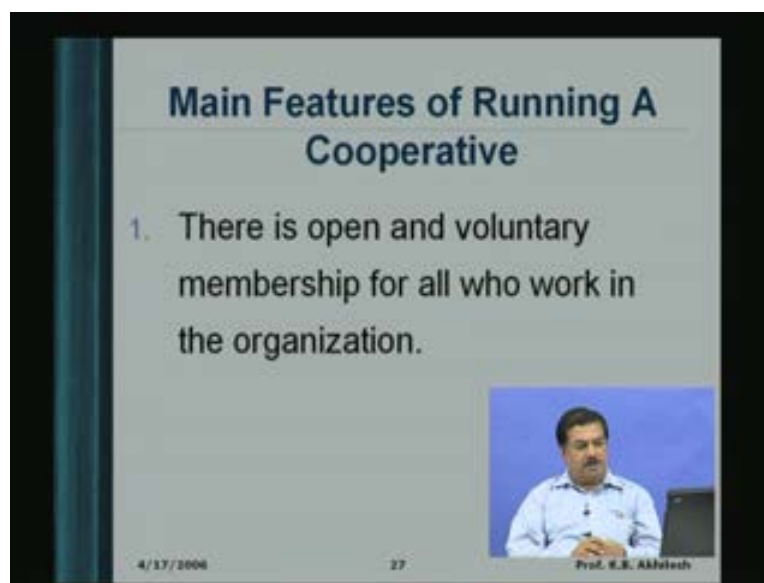 Main Features of Running A
Cooperative
1. There is open and voluntary
membership for all who work in
the organization.
4/17/2006 27 Prof. K.B. Akhilesh